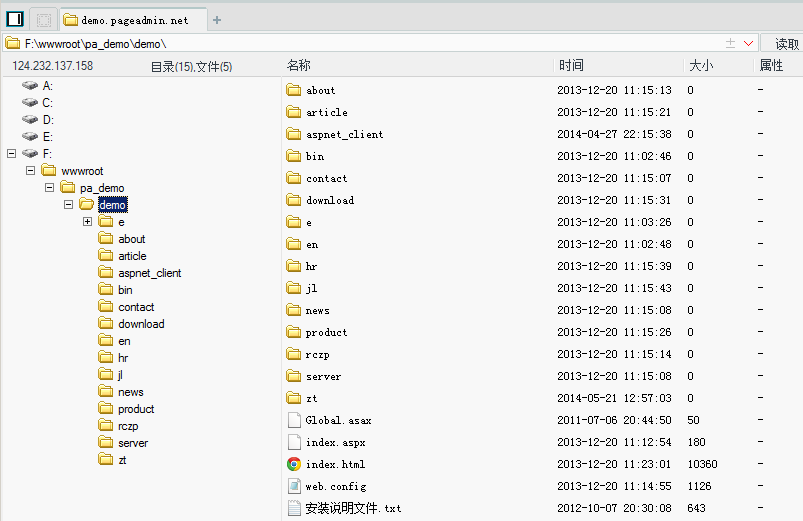 demo.pageadmin.net
F:\wwwroot\pa_demo\demo\
读取
124.232.137.158 目录(15),文件(5)
名称 时间 大小 属性
A:
C:
D:
E:
F:
wwwroot
pa_demo
demo
e
about
article
aspnet_client
bin
contact
download
en
hr
jl
news
product
rczp
server
zt
about 2013-12-20 11:15:13 0 -
article 2013-12-20 11:15:21 0 -
aspnet_client 2014-04-27 22:15:38 0 -
bin 2013-12-20 11:02:46 0 -
contact 2013-12-20 11:15:07 0 -
download 2013-12-20 11:15:31 0 -
e 2013-12-20 11:03:26 0 -
en 2013-12-20 11:02:48 0 -
hr 2013-12-20 11:15:39 0 -
jl 2013-12-20 11:15:43 0 -
news 2013-12-20 11:15:08 0 -
product 2013-12-20 11:15:26 0 -
rczp 2013-12-20 11:15:14 0 -
server 2013-12-20 11:15:08 0 -
zt 2014-05-21 12:57:03 0 -
Global.asax 2011-07-06 20:44:50 50 -
index.aspx 2013-12-20 11:12:54 180 -
index.html 2013-12-20 11:23:01 10360 -
web.config 2013-12-20 11:14:55 1126 -
安装说明文件.txt 2012-10-07 20:30:08 643 -